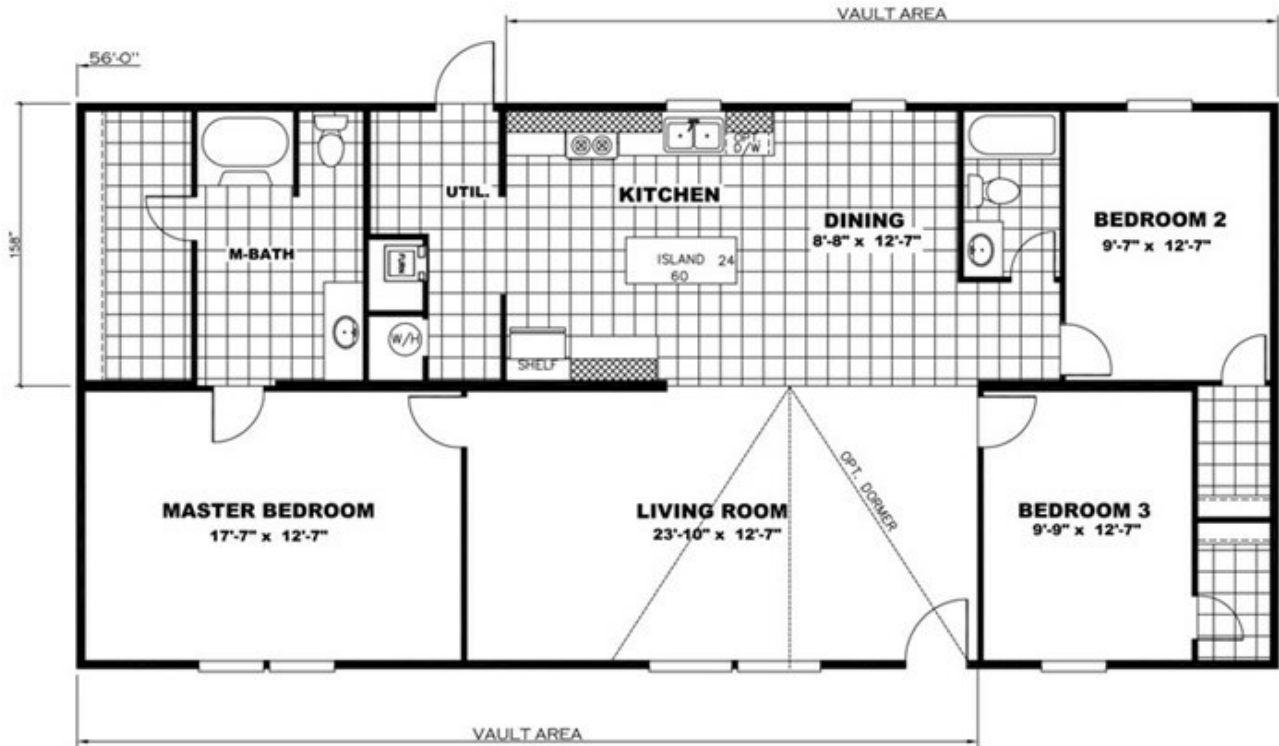 VAULT AREA
56'-0"
158"
UTIL.
M-BATH
FURN
W/H
KITCHEN
OPT.
D/W
ISLAND 24
60
SHELF
DINING
8'-8" x 12'-7"
BEDROOM 2
9'-7" x 12'-7"
MASTER BEDROOM
17'-7" x 12'-7"
LIVING ROOM
23'-10" x 12'-7"
OPT. DORMER
BEDROOM 3
9'-9" x 12'-7"
VAULT AREA